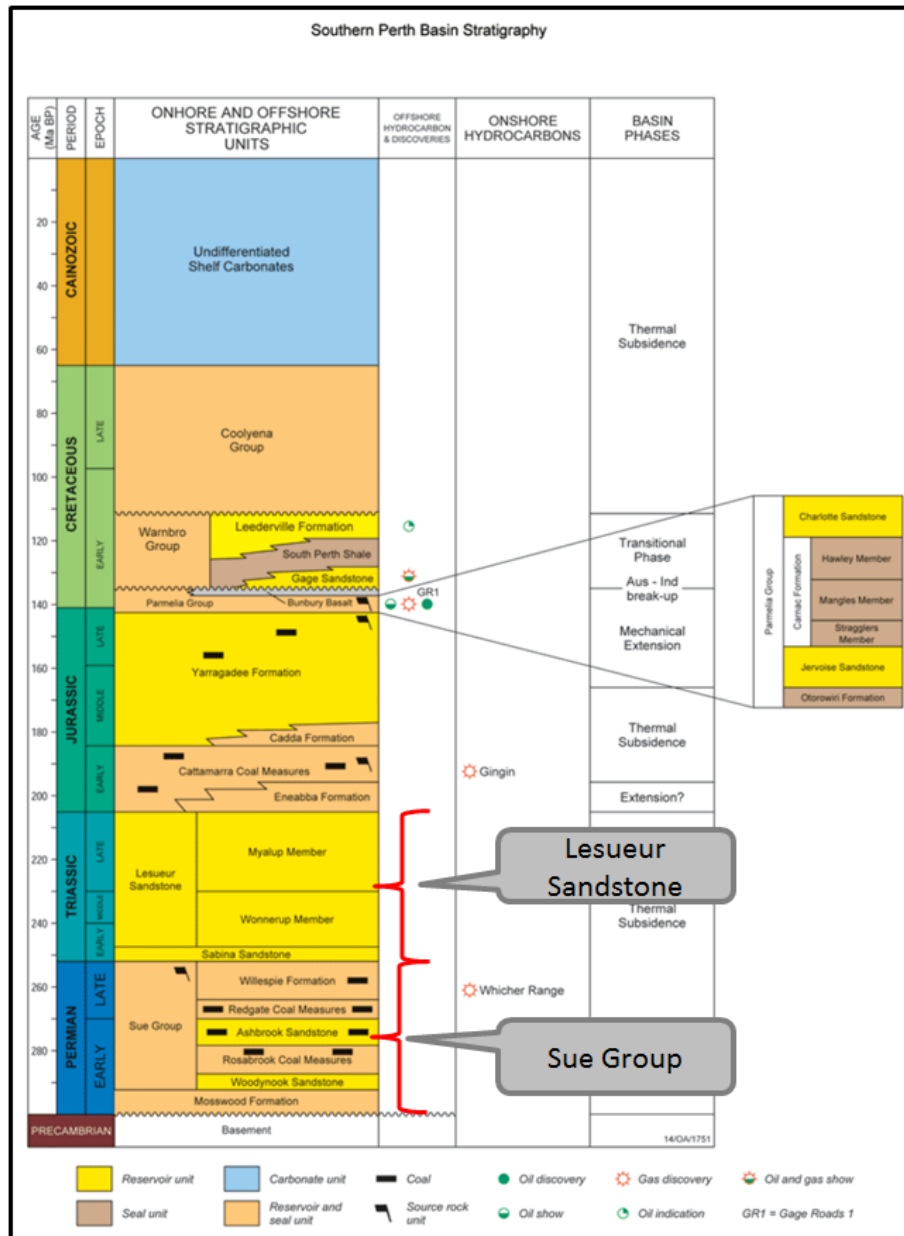 Southern Perth Basin Stratigraphy
AGE
(Ma BP)
PERIOD
EPOCH
ONHORE AND OFFSHORE
STRATIGRAPHIC
UNITS
OFFSHORE
HYDROCARBON
& DISCOVERIES
ONSHORE
HYDROCARBONS
BASIN
PHASES
20
40
60
80
100
120
140
160
180
200
220
240
260
280
CAINOZOIC
CRETACEOUS
JURASSIC
TRIASSIC
PERMIAN
PRECAMBRIAN
LATE
EARLY
LATE
MIDDLE
EARLY
LATE
MIDDLE
EARLY
LATE
EARLY
Undifferentiated
Shelf Carbonates
Coolyena
Group
Warnbro
Group
Leederville Formation
South Perth Shale
Gage Sandstone
Parmelia Group
Bunbury Basalt
Yarragadee Formation
Cadda Formation
Cattamarra Coal Measures
Eneabba Formation
Lesueur
Sandstone
Myalup Member
Wonnerup Member
Sabina Sandstone
Sue Group
Willespie Formation
Redgate Coal Measures
Ashbrook Sandstone
Rosabrook Coal Measures
Woodynook Sandstone
Mosswood Formation
Basement
GR1
Gingin
Whicher Range
Thermal
Subsidence
Transitional
Phase
Aus - Ind
break-up
Mechanical
Extension
Thermal
Subsidence
Extension?
Thermal
Subsidence
14/OA/1751
Parmelia Group
Carnac Formation
Charlotte Sandstone
Hawley Member
Mangles Member
Stragglers
Member
Jervoise Sandstone
Otorowiri Formation
Lesueur
Sandstone
Sue Group
Reservoir unit
Carbonate unit
Coal
Oil discovery
Gas discovery
Oil and gas show
Seal unit
Reservoir and
seal unit
Source rock
unit
Oil show
Oil indication
GR1 = Gage Roads 1